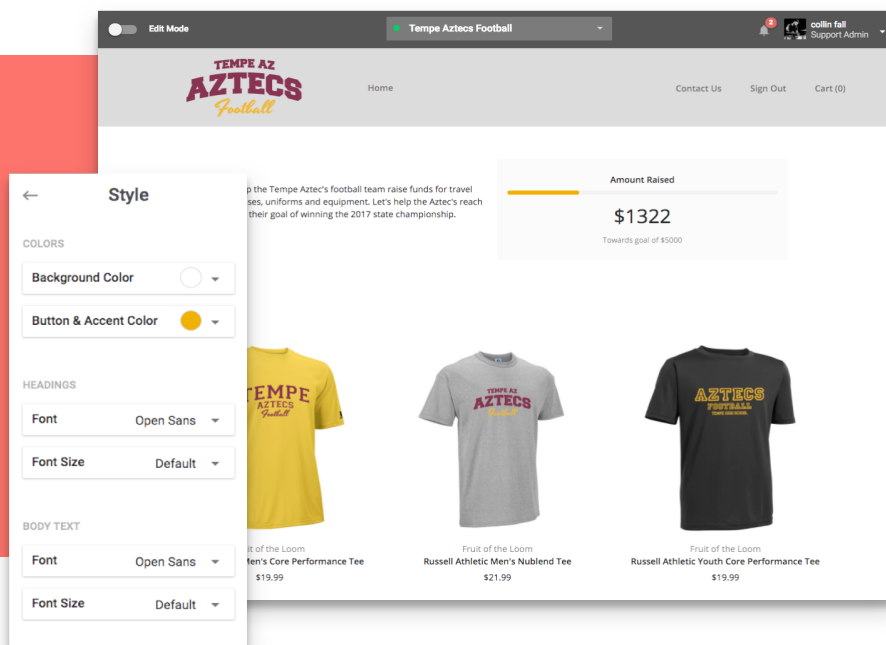 Edit Mode
Tempe Aztecs Football
2
collin fall
Support Admin
TEMPE AZ
AZTECS
Football
Home
Contact Us
Sign Out
Cart (0)
Style
COLORS
Background Color
Button & Accent Color
HEADINGS
Font
Open Sans
Font Size
Default
BODY TEXT
Font
Open Sans
Font Size
Default
the Tempe Aztec's football team raise funds for travel
uniforms and equipment. Let's help the Aztec's reach
their goal of winning the 2017 state championship.
Amount Raised
$1322
Towards goal of $5000
TEMPE
AZTECS
Football
TEMPE AZ
AZTECS
Football
AZTECS
FOOTBALL
TEMPE HIGH SCHOOL
of the Loom
Men's Core Performance Tee
$19.99
Fruit of the Loom
Russell Athletic Men's Nublend Tee
$21.99
Fruit of the Loom
Russell Athletic Youth Core Performance Tee
$19.99